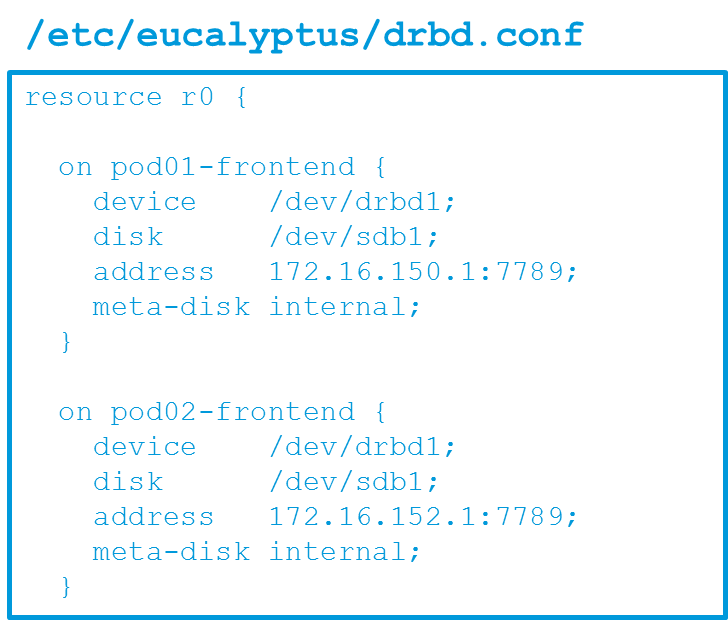 /etc/eucalyptus/drbd.conf
resource r0 {
on pod01-frontend {
device /dev/drbd1;
disk /dev/sdb1;
address 172.16.150.1:7789;
meta-disk internal;
}
on pod02-frontend {
device /dev/drbd1;
disk /dev/sdb1;
address 172.16.152.1:7789;
meta-disk internal;
}